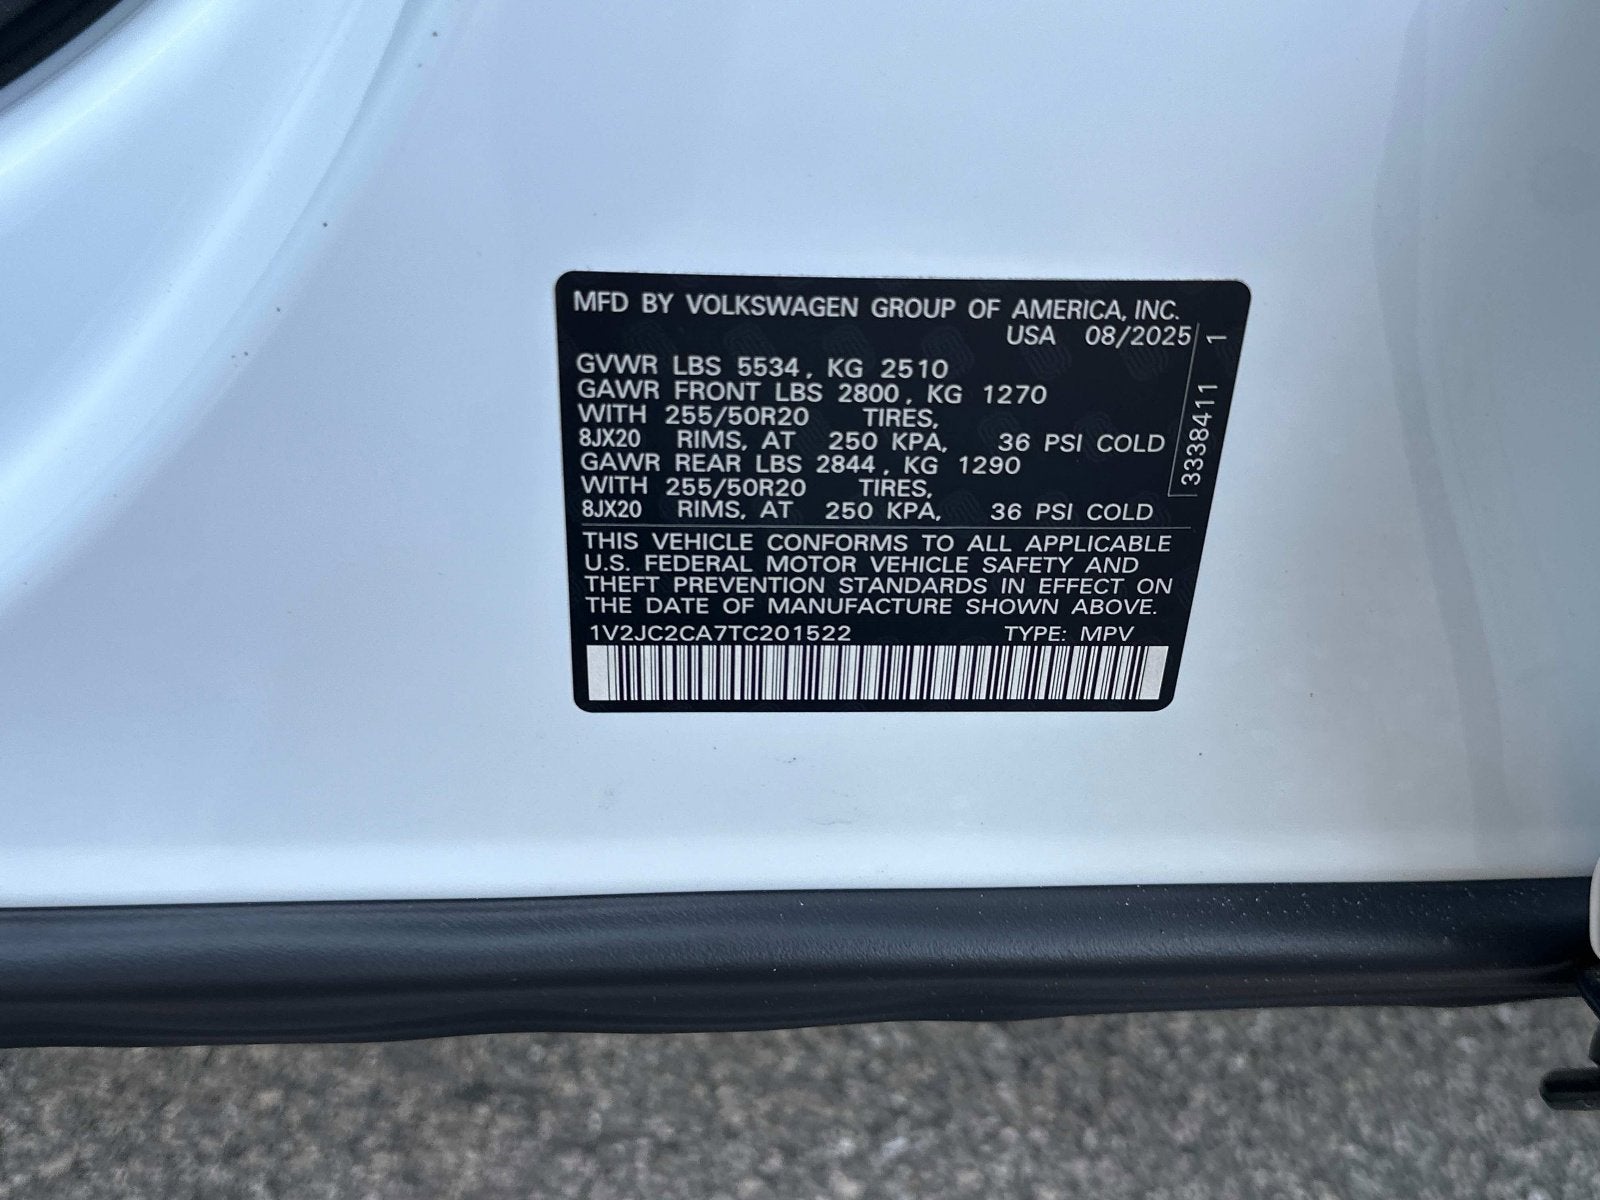 MFD BY VOLKSWAGEN GROUP OF AMERICA, INC.
USA 08/2025
GVWR LBS 5534, KG 2510
GAWR FRONT LBS 2800, KG 1270
WITH 255/50R20 TIRES,
8JX20 RIMS, AT 250 KPA, 36 PSI COLD
GAWR REAR LBS 2844, KG 1290
WITH 255/50R20 TIRES,
8JX20 RIMS, AT 250 KPA, 36 PSI COLD
3338411 1
THIS VEHICLE CONFORMS TO ALL APPLICABLE
U.S. FEDERAL MOTOR VEHICLE SAFETY AND
THEFT PREVENTION STANDARDS IN EFFECT ON
THE DATE OF MANUFACTURE SHOWN ABOVE.
1V2JC2CA7TC201522 TYPE: MPV